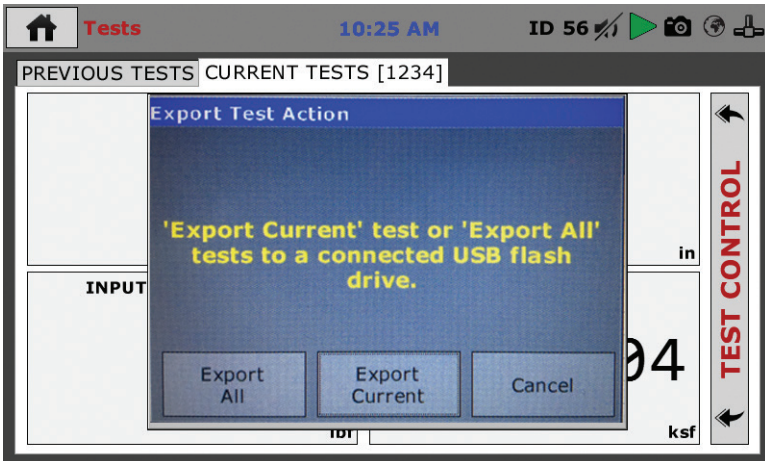 Tests 10:25 AM ID 56
PREVIOUS TESTS CURRENT TESTS [1234]
Export Test Action
'Export Current' test or 'Export All'
tests to a connected USB flash
drive.
Export
All
Export
Current
Cancel
in
INPUT
04
lbf
ksf
TEST CONTROL